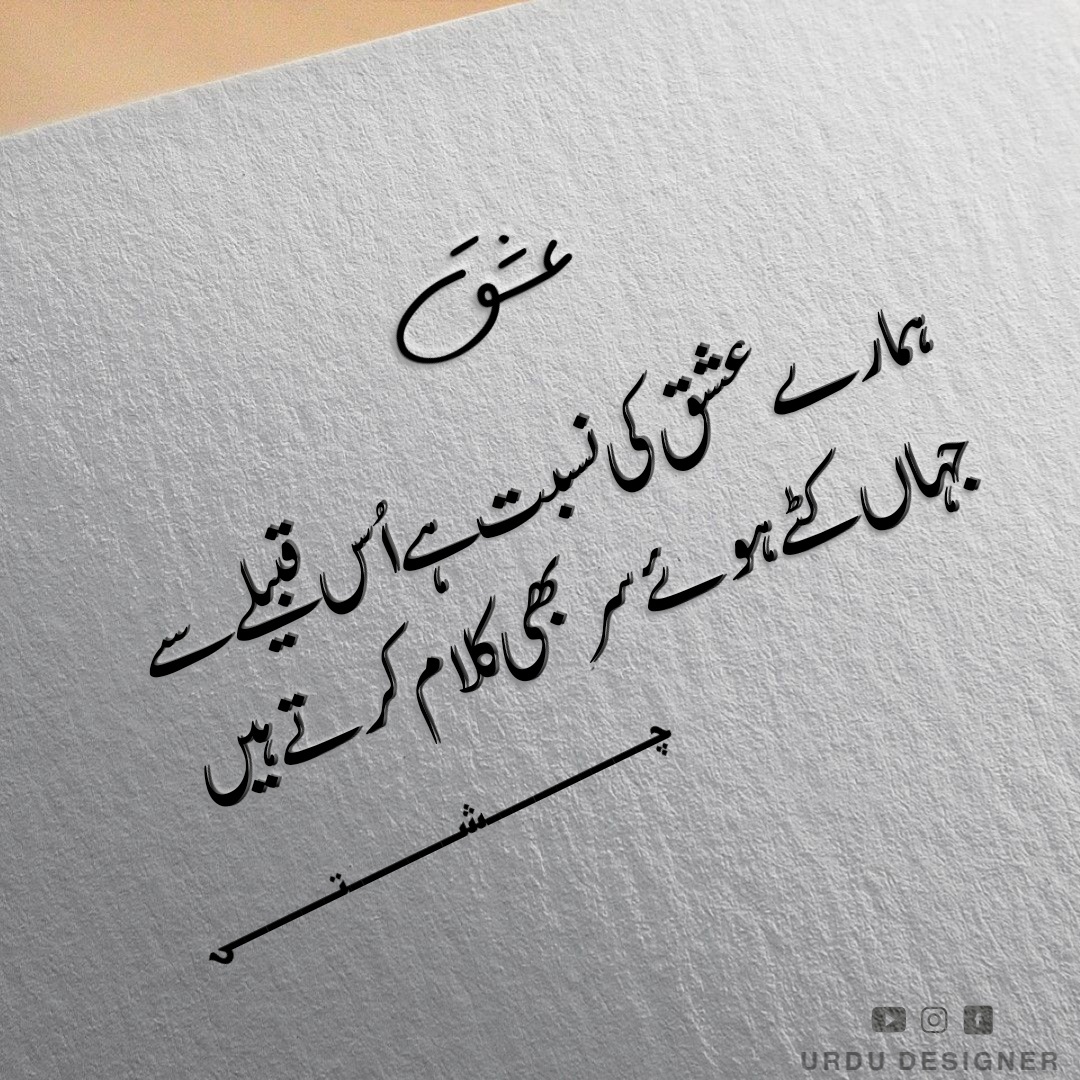 عشق
ہمارے عشق کی نسبت ہے اُس قبیلے سے
جہاں کٹے ہوئے سر بھی کلام کرتے ہیں
چشتی
URDU DESIGNER